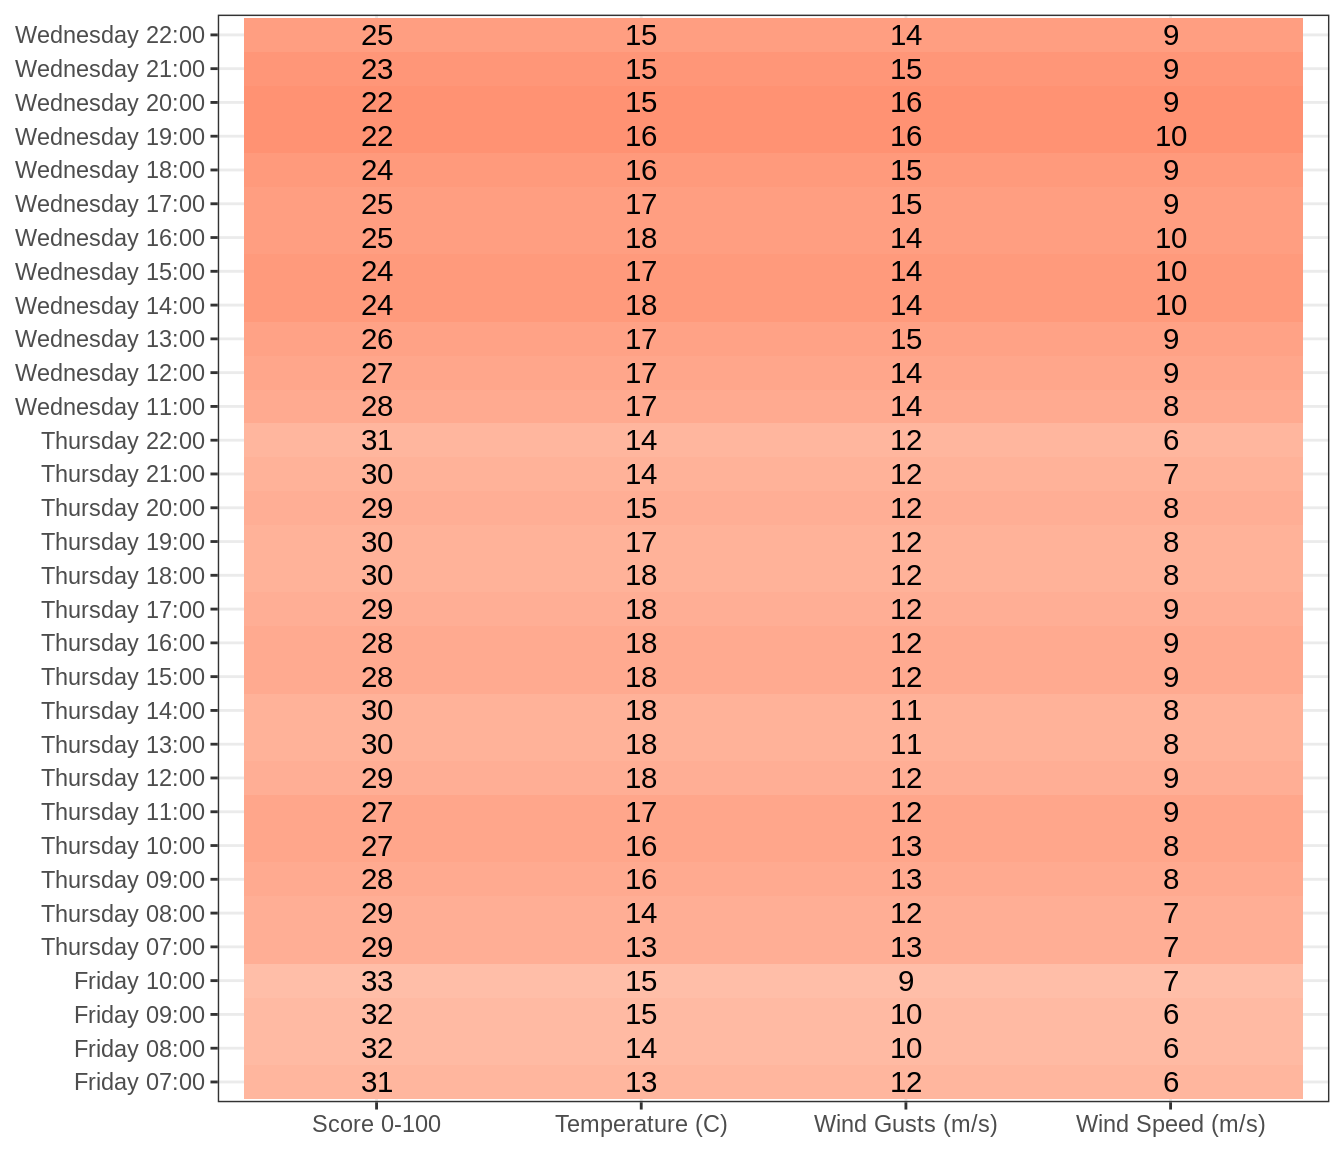 Wednesday 22:00 25 15 14 9
Wednesday 21:00 23 15 15 9
Wednesday 20:00 22 15 16 9
Wednesday 19:00 22 16 16 10
Wednesday 18:00 24 16 15 9
Wednesday 17:00 25 17 15 9
Wednesday 16:00 25 18 14 10
Wednesday 15:00 24 17 14 10
Wednesday 14:00 24 18 14 10
Wednesday 13:00 26 17 15 9
Wednesday 12:00 27 17 14 9
Wednesday 11:00 28 17 14 8
Thursday 22:00 31 14 12 6
Thursday 21:00 30 14 12 7
Thursday 20:00 29 15 12 8
Thursday 19:00 30 17 12 8
Thursday 18:00 30 18 12 8
Thursday 17:00 29 18 12 9
Thursday 16:00 28 18 12 9
Thursday 15:00 28 18 12 9
Thursday 14:00 30 18 11 8
Thursday 13:00 30 18 11 8
Thursday 12:00 29 18 12 9
Thursday 11:00 27 17 12 9
Thursday 10:00 27 16 13 8
Thursday 09:00 28 16 13 8
Thursday 08:00 29 14 12 7
Thursday 07:00 29 13 13 7
Friday 10:00 33 15 9 7
Friday 09:00 32 15 10 6
Friday 08:00 32 14 10 6
Friday 07:00 31 13 12 6
Score 0-100 Temperature (C) Wind Gusts (m/s) Wind Speed (m/s)